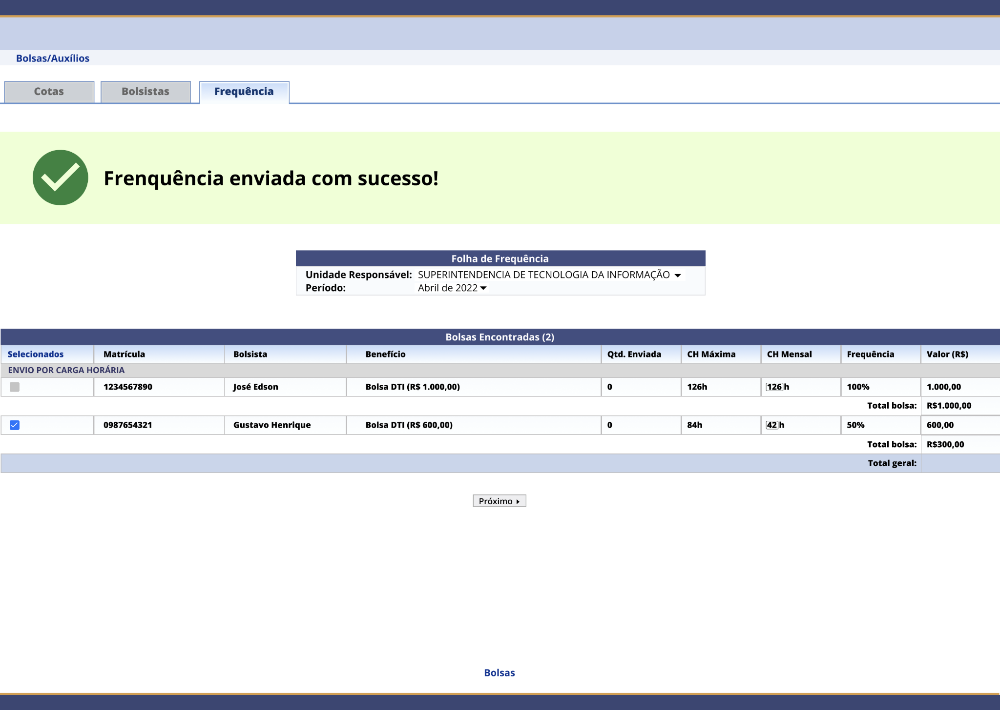 Bolsas/Auxílios
Cotas Bolsistas Frequência
Frenquência enviada com sucesso!
Folha de Frequência
Unidade Responsável: SUPERINTENDENCIA DE TECNOLOGIA DA INFORMAÇÃO
Período: Abril de 2022
Bolsas Encontradas (2)
Selecionados Matrícula Bolsista Benefício Qtd. Enviada CH Máxima CH Mensal Frequência Valor (R$)
ENVIO POR CARGA HORÁRIA
1234567890 José Edson Bolsa DTI (R$ 1.000,00) 0 126h 126 h 100% 1.000,00
Total bolsa: R$1.000,00
0987654321 Gustavo Henrique Bolsa DTI (R$ 600,00) 0 84h 42 h 50% 600,00
Total bolsa: R$300,00
Total geral:
Próximo
Bolsas